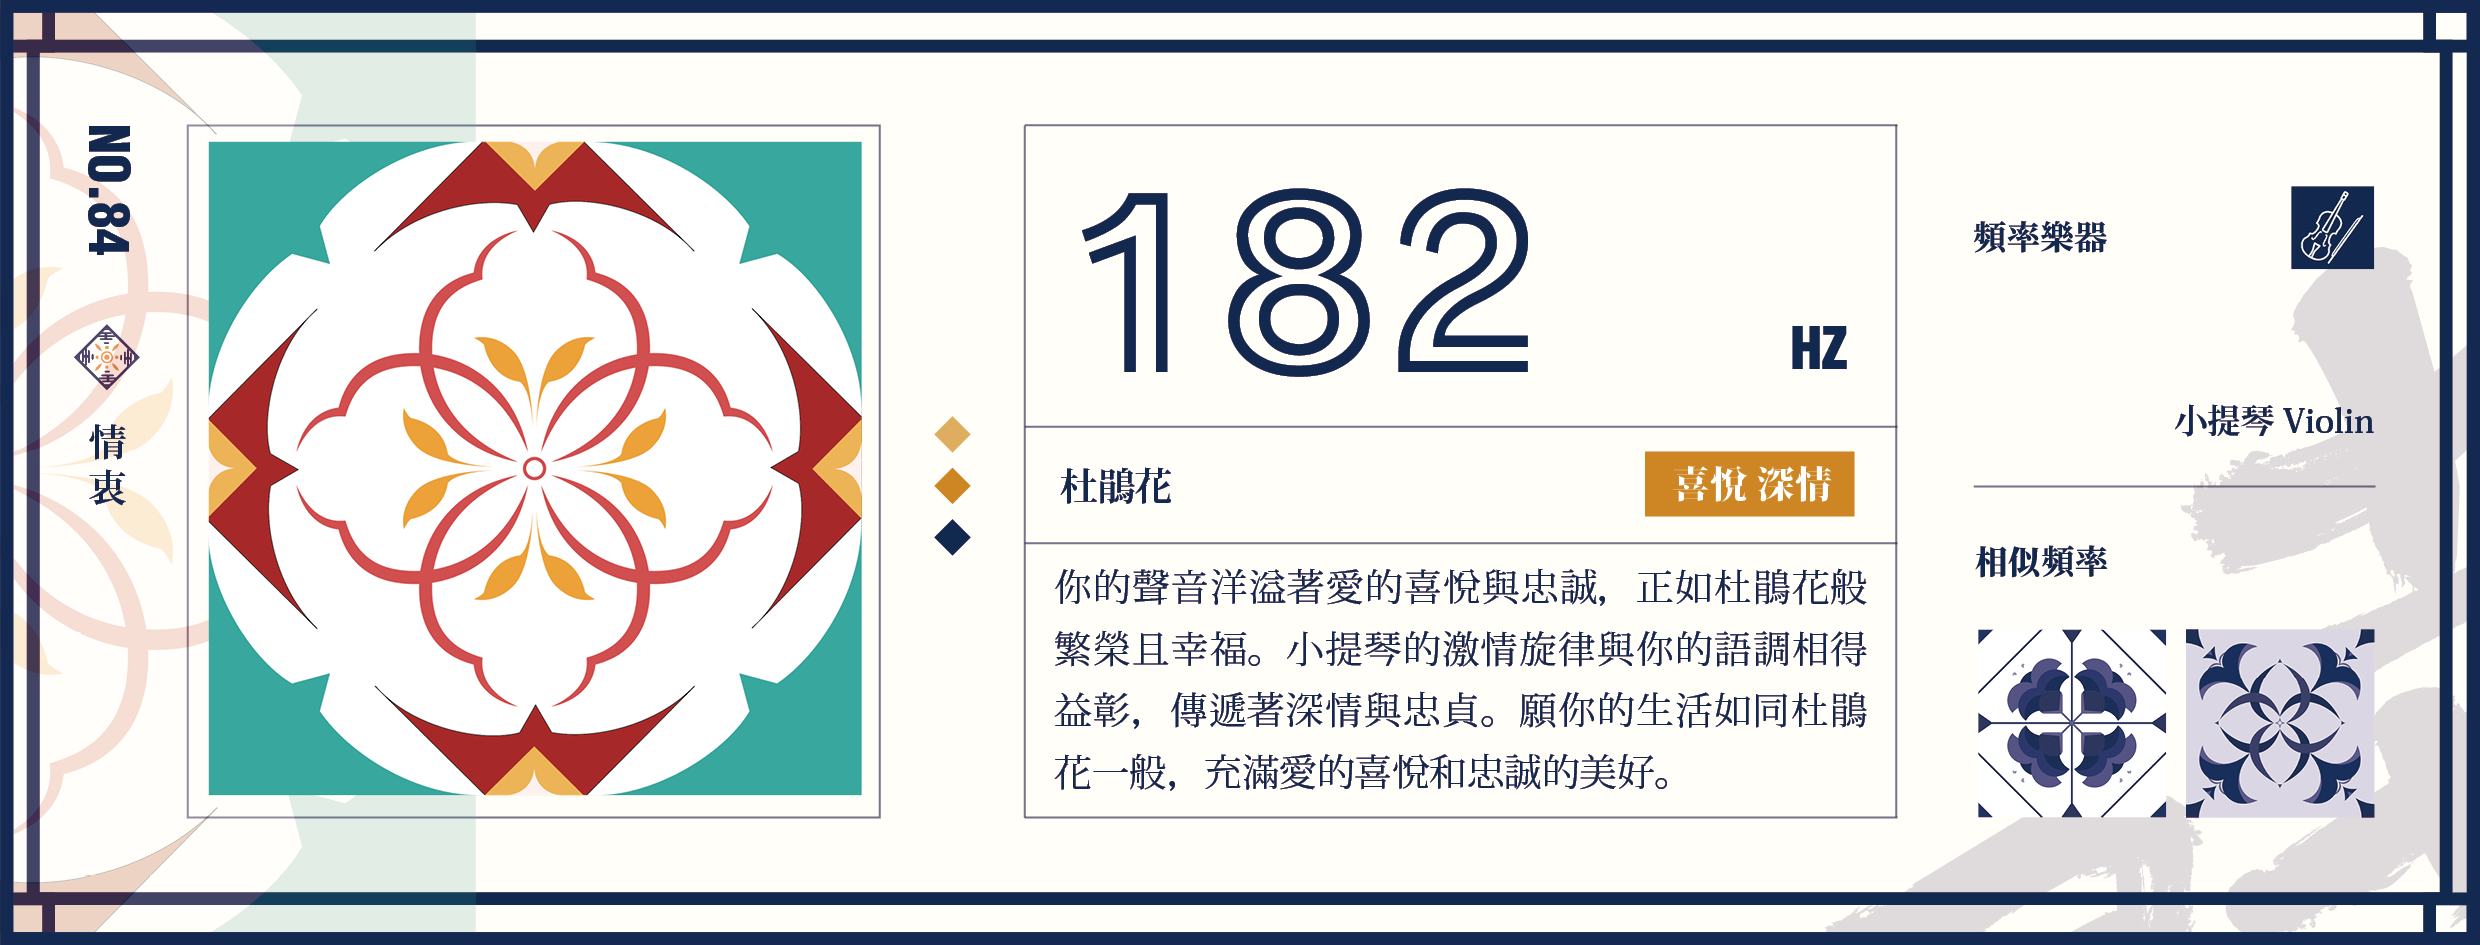 NO.84
情衷
182
HZ
杜鵑花
喜悅 深情
你的聲音洋溢著愛的喜悅與忠誠，正如杜鵑花般
繁榮且幸福。小提琴的激情旋律與你的語調相得
益彰，傳遞著深情與忠貞。願你的生活如同杜鵑
花一般，充滿愛的喜悅和忠誠的美好。
頻率樂器
小提琴 Violin
相似頻率